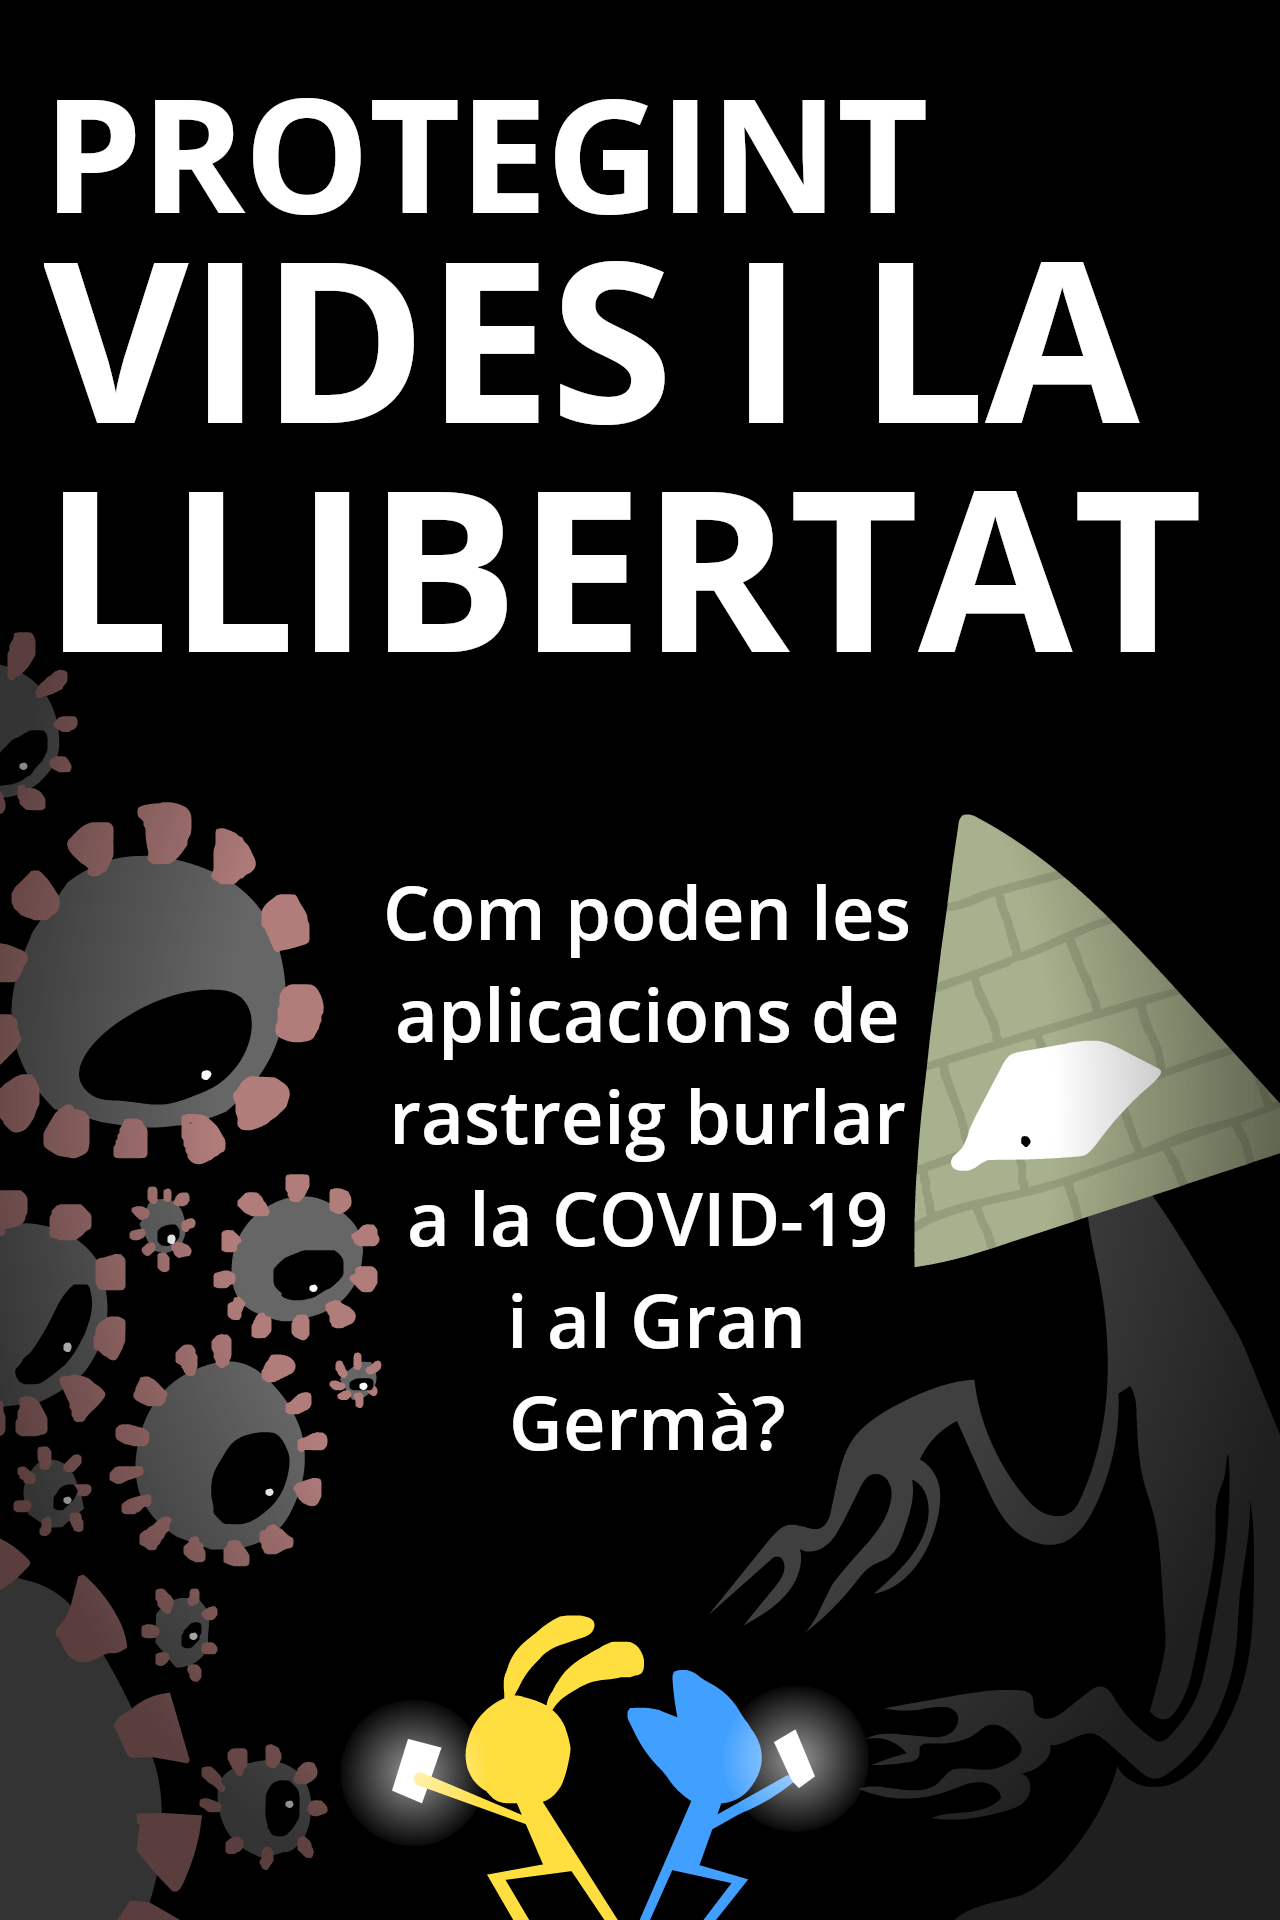 PROTEGINT
VIDES I LA
LLIBERTAT
Com poden les
aplicacions de
rastreig burlar
a la COVID-19
i al Gran
Germà?